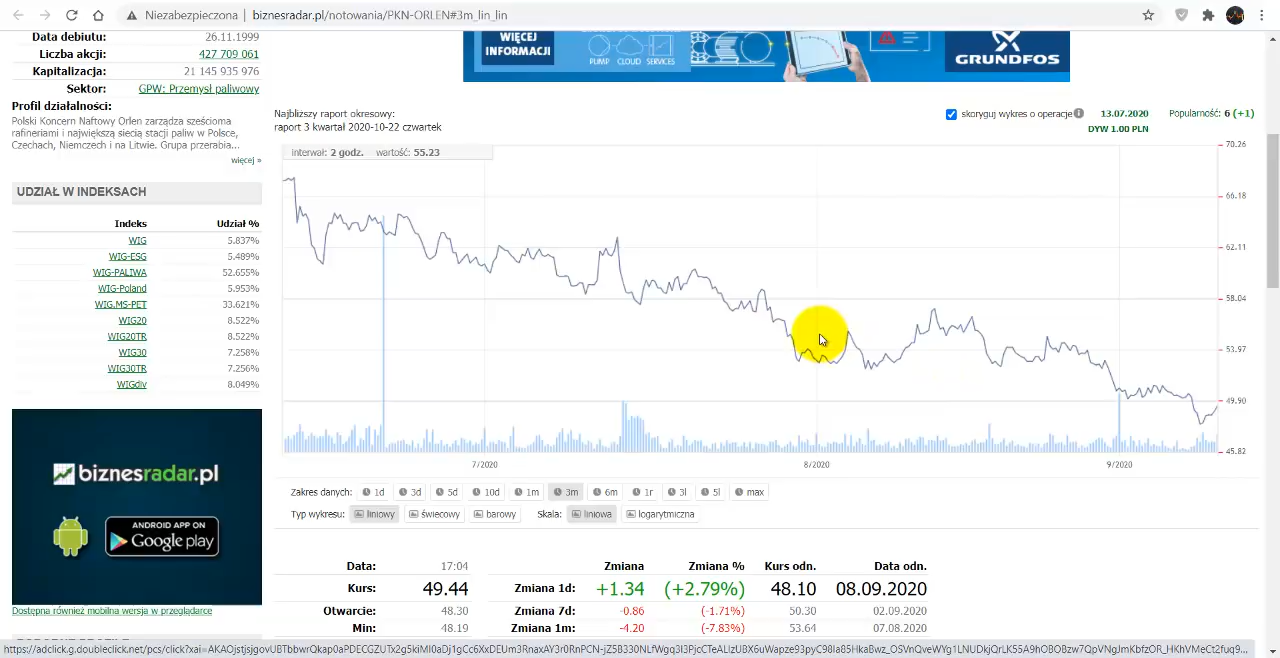 Niezabezpieczona | biznesradar.pl/notowania/PKN-ORLEN#3m_lin_lin
Data debiutu: 26.11.1999
Liczba akcji: 427 709 061
Kapitalizacja: 21 145 935 976
Sektor: GPW: Przemysł paliwowy
Profil działalności:
Polski Koncern Naftowy Orlen zarządza sześcioma
rafineriami i największą siecią stacji paliw w Polsce,
Czechach, Niemczech i na Litwie. Grupa przerabia...
więcej »
UDZIAŁ W INDEKSACH
Indeks Udział %
WIG 5.837%
WIG-ESG 5.489%
WIG-PALIWA 52.655%
WIG-Poland 5.953%
WIG.MS-PET 33.621%
WIG20 8.522%
WIG20TR 8.522%
WIG30 7.258%
WIG30TR 7.256%
WIGdiv 8.049%
biznesradar.pl
ANDROID APP ON
Google play
Dostępna również mobilna wersja w przeglądarce
WIĘCEJ
INFORMACJI
PUMP CLOUD SERVICES
GRUNDFOS
Najbliższy raport okresowy:
raport 3 kwartał 2020-10-22 czwartek
skoryguj wykres o operacje 13.07.2020 Popularność: 6 (+1)
DYW 1.00 PLN
interwał: 2 godz. wartość: 55.23
70.26
66.18
62.11
58.04
53.97
49.90
45.82
7/2020 8/2020 9/2020
Zakres danych: 1d 3d 5d 10d 1m 3m 6m 1r 3l 5l max
Typ wykresu: liniowy świecowy barowy Skala: liniowa logarytmiczna
Data: 17:04 Zmiana Zmiana % Kurs odn. Data odn.
Kurs: 49.44 Zmiana 1d: +1.34 (+2.79%) 48.10 08.09.2020
Otwarcie: 48.30 Zmiana 7d: -0.86 (-1.71%) 50.30 02.09.2020
Min: 48.19 Zmiana 1m: -4.20 (-7.83%) 53.64 07.08.2020